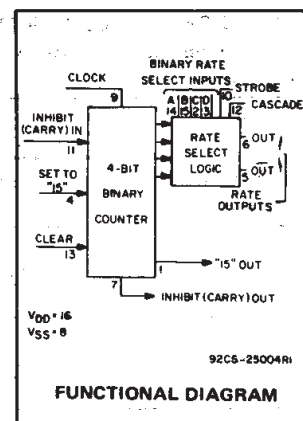 BINARY RATE
SELECT INPUTS
CLOCK
9
A B C D
14 15 2 3
10 STROBE
CASCADE
12
INHIBIT
(CARRY) IN
11
4-BIT
BINARY
COUNTER
RATE
SELECT
LOGIC
6 OUT
5 OUT
RATE
OUTPUTS
SET TO
"15"
4
CLEAR
13
1
"15" OUT
7
INHIBIT (CARRY) OUT
VDD = 16
VSS = 8
92CS-25004R1
FUNCTIONAL DIAGRAM